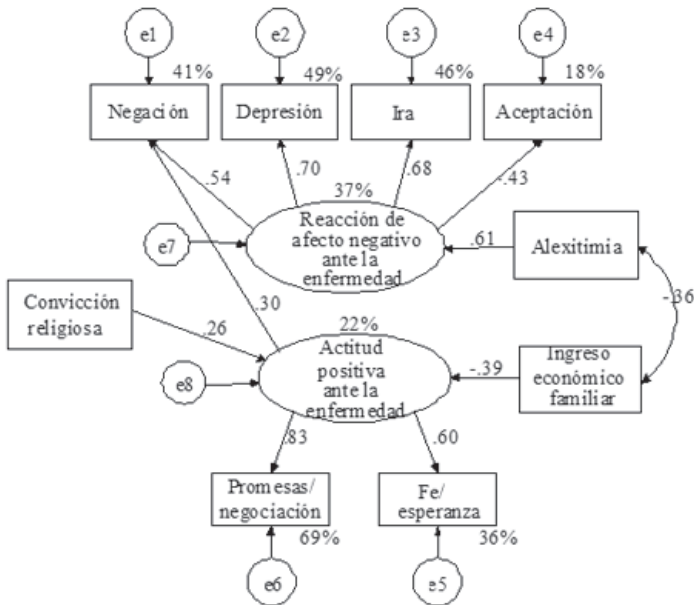 e1
e2
e3
e4
41%
49%
46%
18%
Negación
Depresión
Ira
Aceptación
.54
.70
.68
-.43
37%
Reacción de
afecto negativo
ante la
enfermedad
e7
.61
Alexitimia
-.36
Convicción
religiosa
.26
.30
22%
Actitud
positiva
ante la
enfermedad
e8
-.39
Ingreso
económico
familiar
.83
.60
Promesas/
negociación
69%
Fe/
esperanza
36%
e6
e5